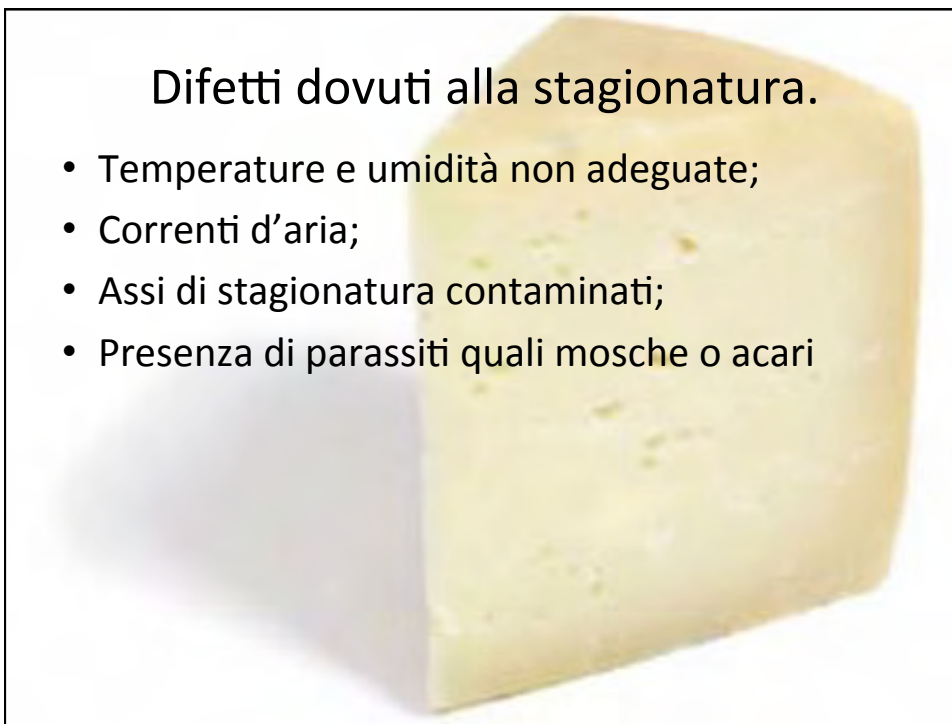 Difetti dovuti alla stagionatura.
• Temperature e umidità non adeguate;
• Correnti d’aria;
• Assi di stagionatura contaminati;
• Presenza di parassiti quali mosche o acari